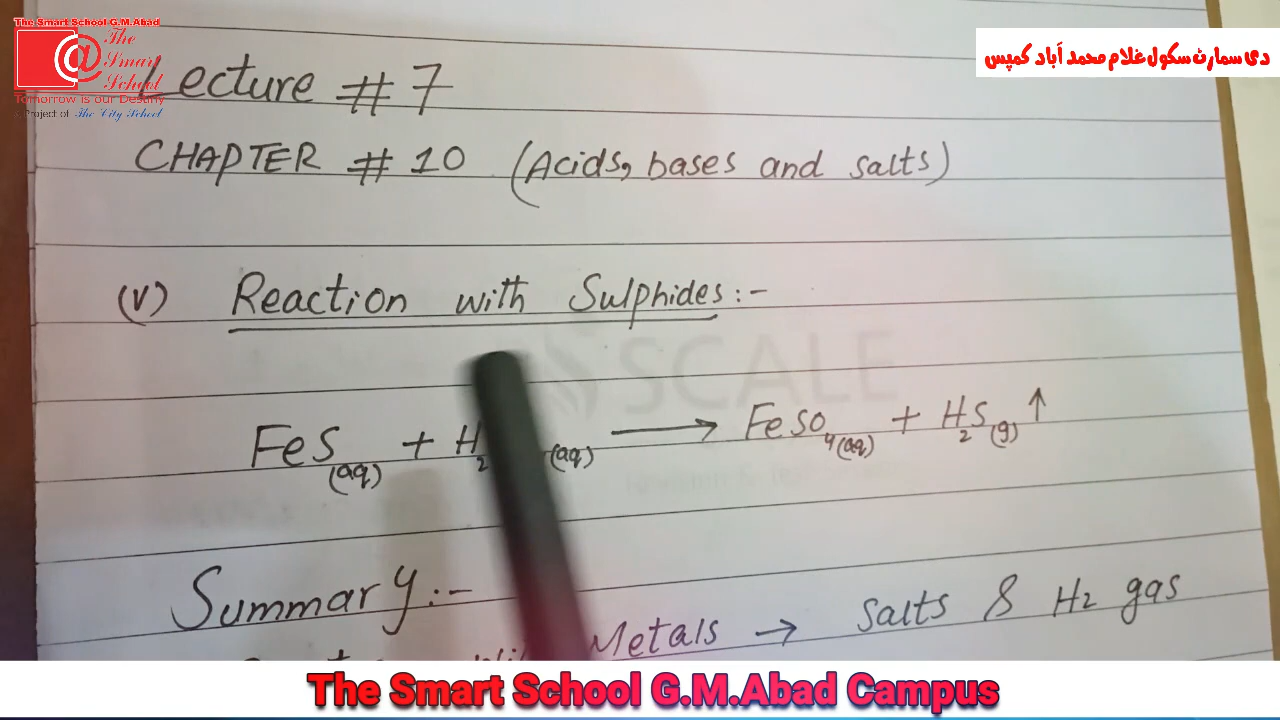 The Smart School G.M.Abad
The
Smart
School
Tomorrow is our Destiny
a Project of The City School
دی سمارٹ سکول غلام محمد آباد کمپس
Lecture # 7
CHAPTER # 10 (Acids, bases and salts)
(V) Reaction with Sulphides:-
SCALE
FeS(aq) + H2 (aq) ⟶ FeSO4(aq) + H2S(g) ↑
Summary:-
Metals → Salts & H2 gas
The Smart School G.M.Abad Campus